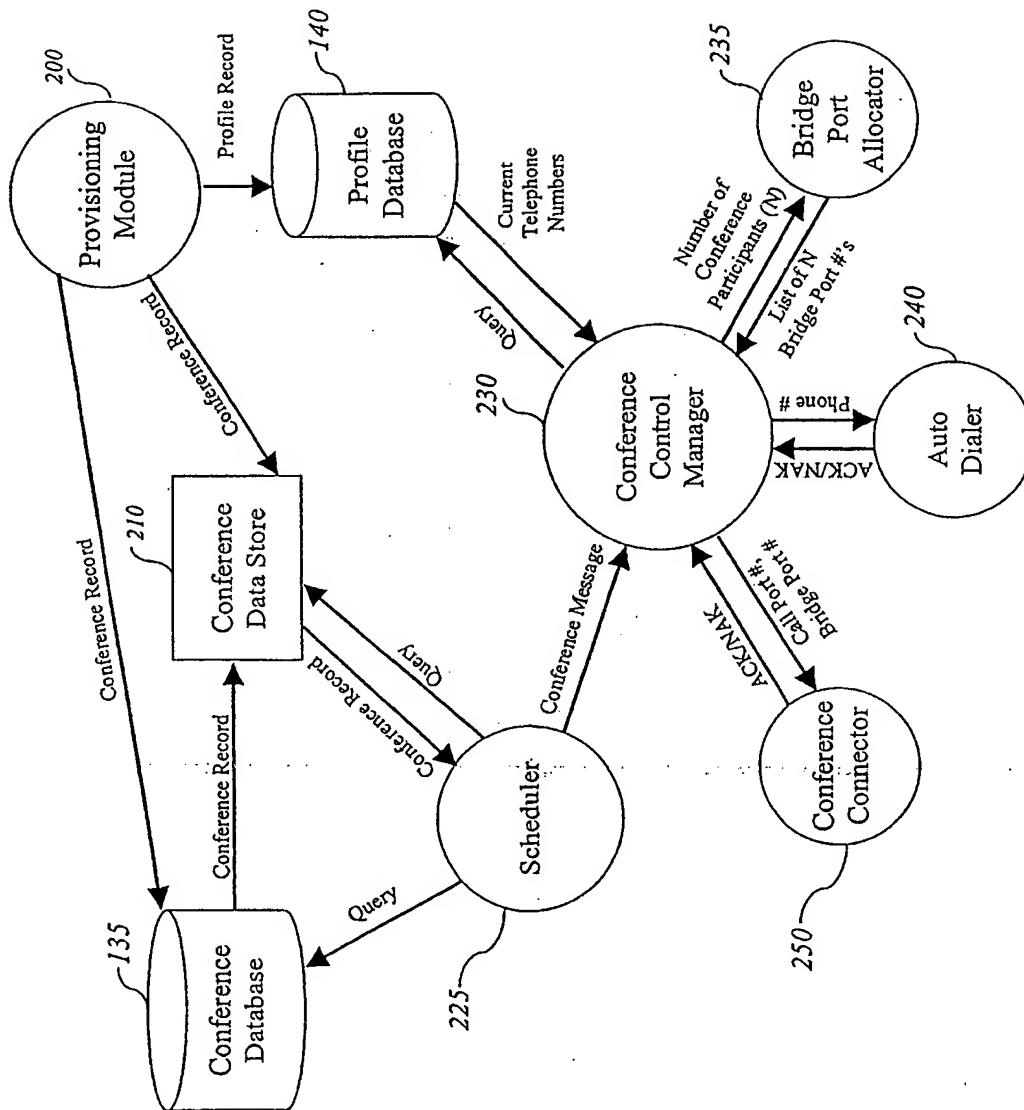 200
Provisioning
Module
Profile Record
140
Profile
Database
Conference Record
Conference Record
Current
Telephone
Numbers
Query
210
Conference
Data Store
135
Conference
Database
Conference Record
Query
Conference Record
Query
225
Scheduler
Conference Message
230
Conference
Control
Manager
Number of
Conference
Participants (N)
List of N
Bridge Port #'s
235
Bridge
Port
Allocator
Phone #
ACK/NAK
240
Auto
Dialer
Call Port #,
Bridge Port #
ACK/NAK
250
Conference
Connector